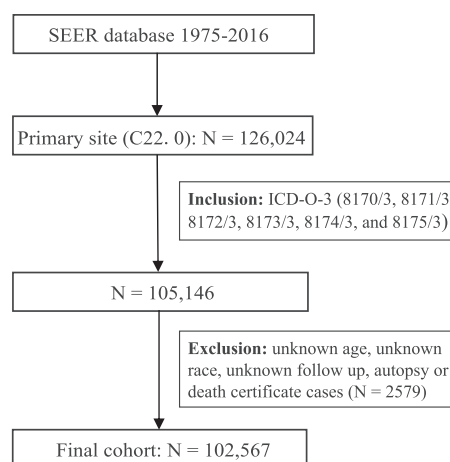 SEER database 1975-2016
Primary site (C22. 0): N = 126,024
Inclusion: ICD-O-3 (8170/3, 8171/3
8172/3, 8173/3, 8174/3, and 8175/3)
N = 105,146
Exclusion: unknown age, unknown
race, unknown follow up, autopsy or
death certificate cases (N = 2579)
Final cohort: N = 102,567